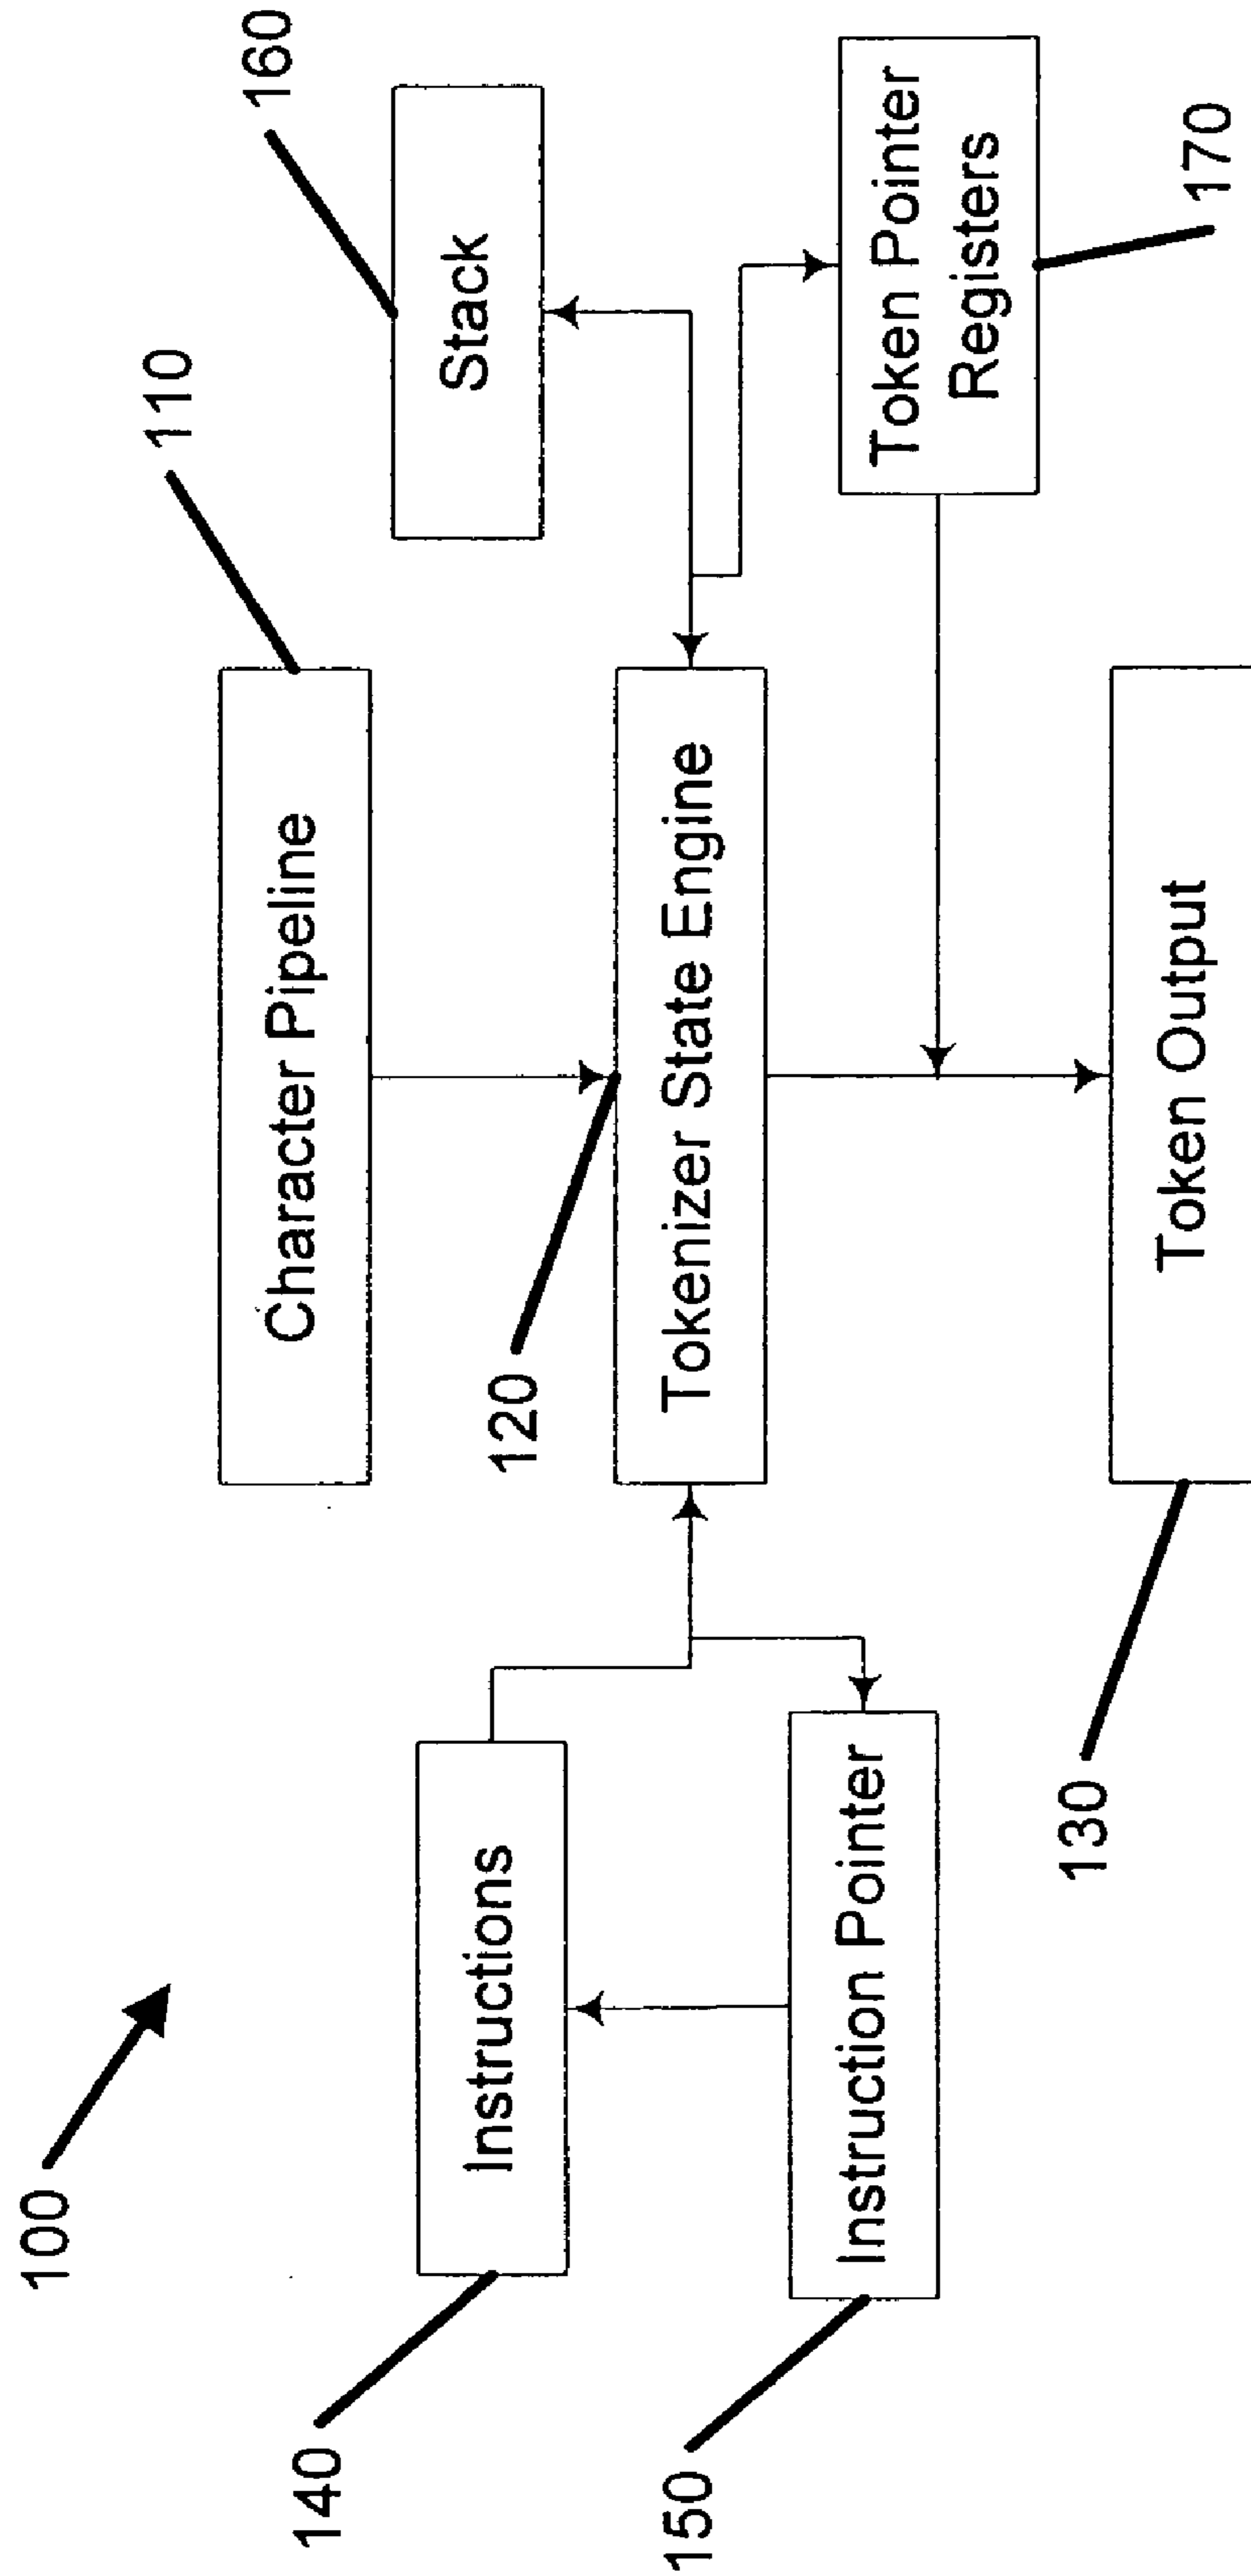 100
110
Character Pipeline
160
Stack
140
Instructions
120
Tokenizer State Engine
150
Instruction Pointer
Token Pointer
Registers
170
130
Token Output